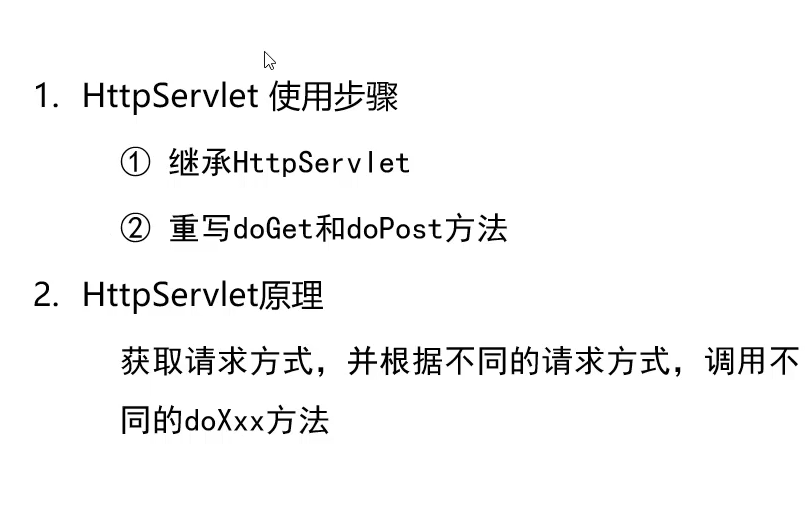 1. HttpServlet 使用步骤
① 继承HttpServlet
② 重写doGet和doPost方法
2. HttpServlet原理
获取请求方式，并根据不同的请求方式，调用不
同的doXxx方法